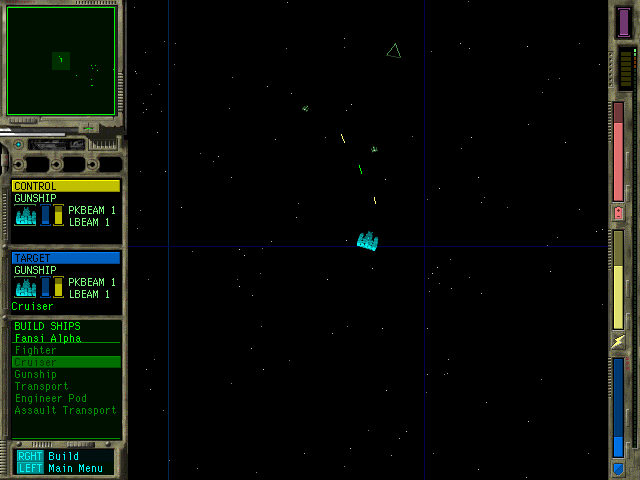 CONTROL
GUNSHIP
PKBEAM 1
LBEAM 1
TARGET
GUNSHIP
PKBEAM 1
LBEAM 1
Cruiser
BUILD SHIPS
Fansi Alpha
Fighter
Cruiser
Gunship
Transport
Engineer Pod
Assault Transport
RGHT Build
LEFT Main Menu